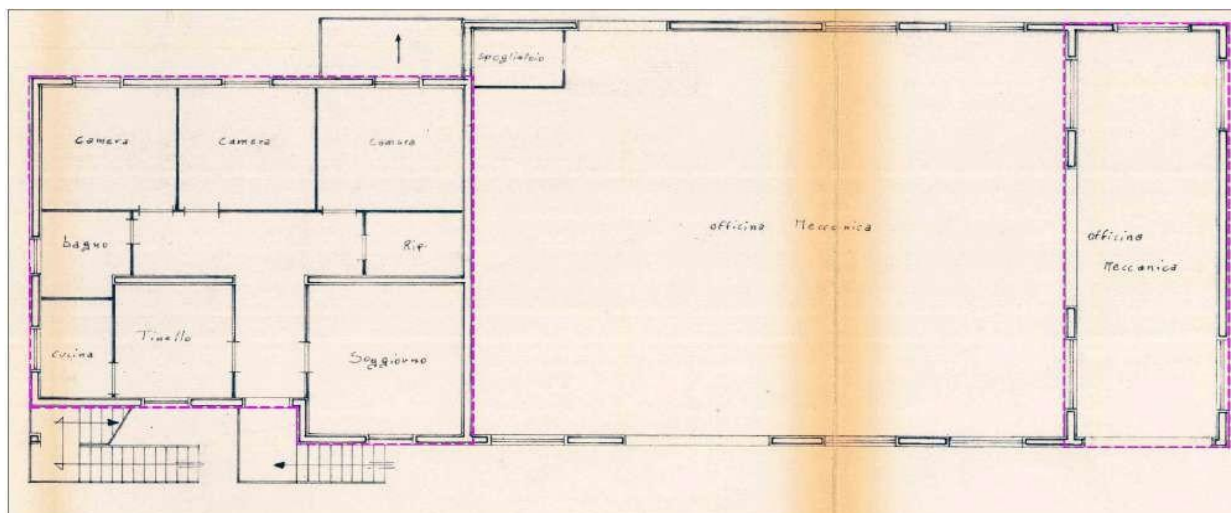 spogliatoio
camera
camera
camera
officina Meccanica
bagno
Rip
officina
Meccanica
cucina
Tinello
Soggiorno